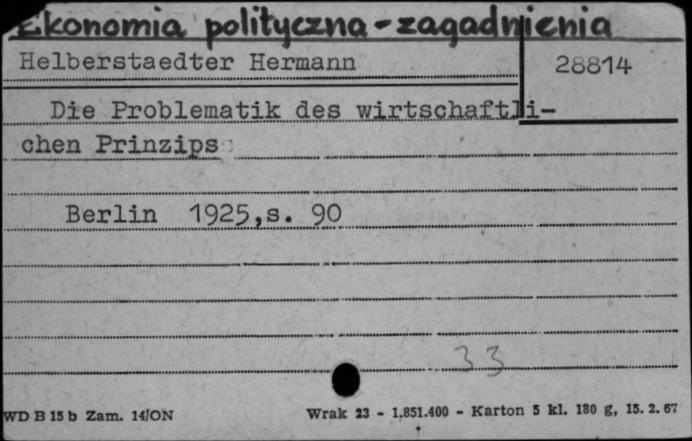 Ekonomia polityczna-zagadnienia
Helberstaedter Hermann 28814
Die Problematik des wirtschaftli-
chen Prinzips
Berlin 1925,s. 90
33
WD B 15 b Zam. 14/ON Wrak 23 - 1,851.400 - Karton 5 kl. 180 g, 15. 2. 67